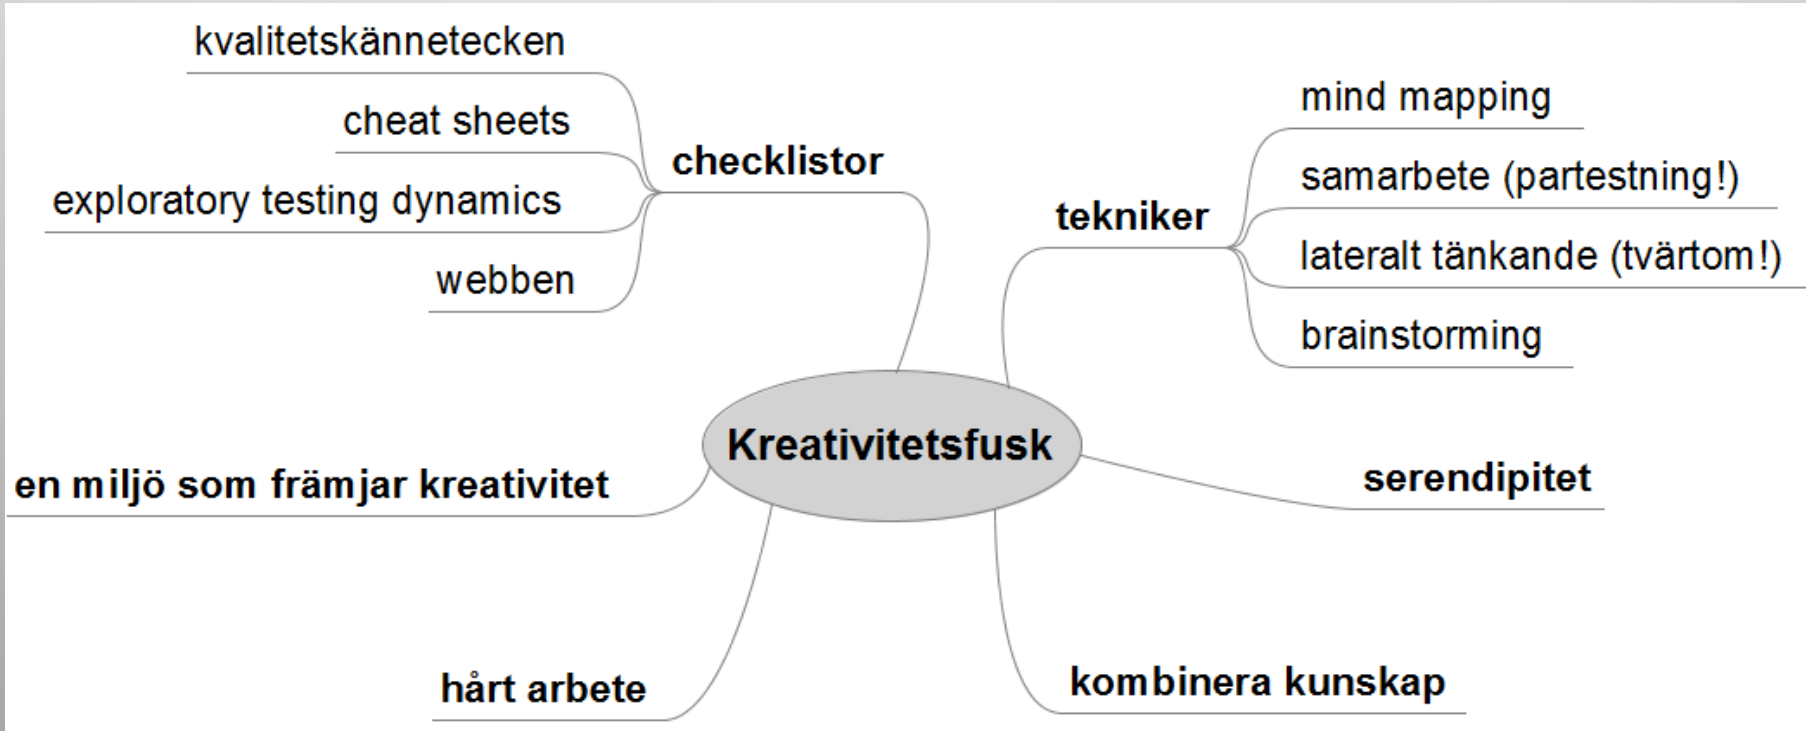 kvalitetskännetecken
cheat sheets
exploratory testing dynamics
webben
checklistor
tekniker
mind mapping
samarbete (partestning!)
lateralt tänkande (tvärtom!)
brainstorming
Kreativitetsfusk
en miljö som främjar kreativitet
serendipitet
hårt arbete
kombinera kunskap